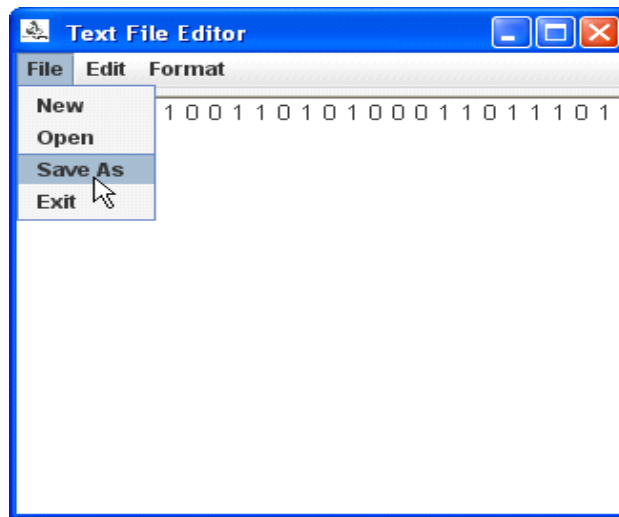 Text File Editor
File Edit Format
New
1 0 0 1 1 0 1 0 1 0 0 0 1 1 0 1 1 1 0 1
Open
Save As
Exit